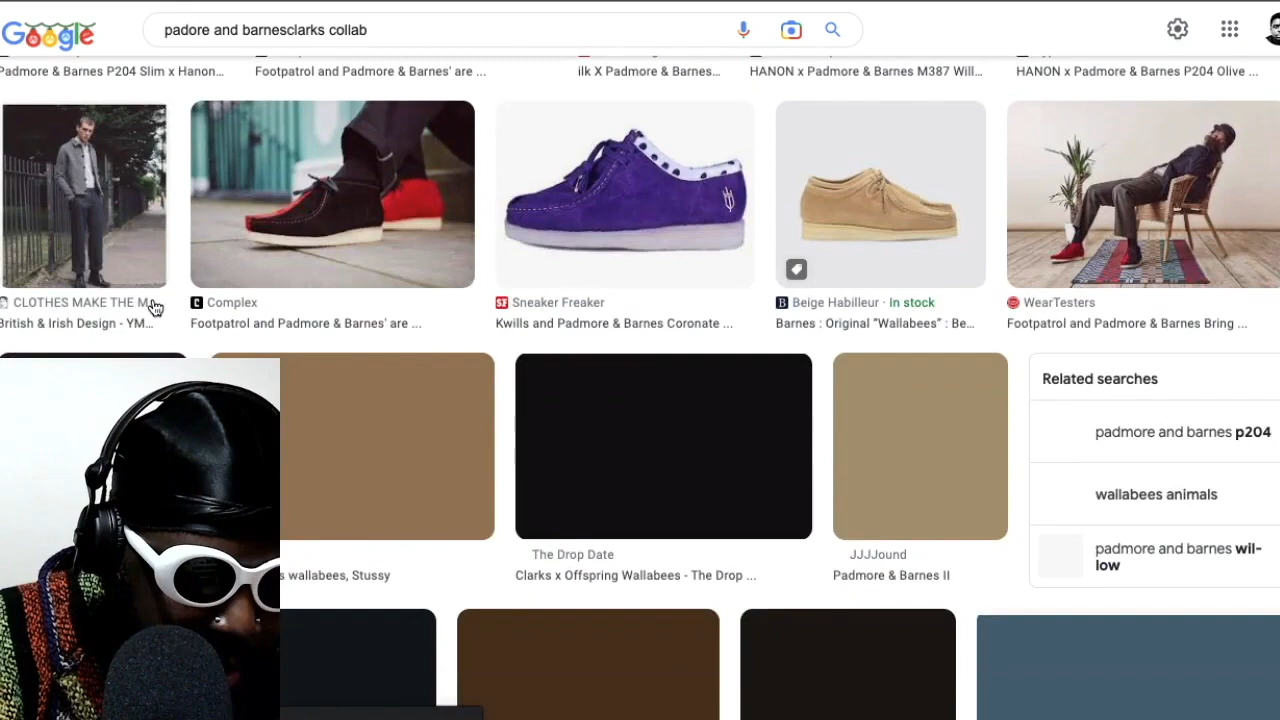 Google
padore and barnesclarks collab
Padmore & Barnes P204 Slim x Hanon...
Footpatrol and Padmore & Barnes' are ...
ilk X Padmore & Barnes...
HANON x Padmore & Barnes M387 Will...
HANON x Padmore & Barnes P204 Olive ...
CLOTHES MAKE THE M
British & Irish Design - YM...
Complex
Footpatrol and Padmore & Barnes' are ...
SF Sneaker Freaker
Kwills and Padmore & Barnes Coronate ...
B Beige Habilleur · In stock
Barnes : Original "Wallabees" : Be...
WearTesters
Footpatrol and Padmore & Barnes Bring ...
Related searches
padmore and barnes p204
wallabees animals
padmore and barnes wil-
low
s wallabees, Stussy
The Drop Date
Clarks x Offspring Wallabees - The Drop ...
JJJJound
Padmore & Barnes II